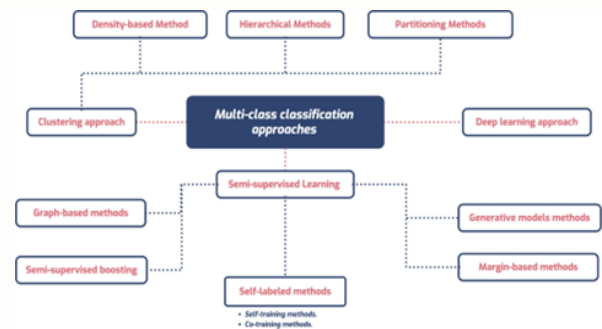 Density-based Method
Hierarchical Methods
Partitioning Methods
Clustering approach
Multi-class classification
approaches
Deep learning approach
Semi-supervised Learning
Graph-based methods
Generative models methods
Semi-supervised boosting
Margin-based methods
Self-labeled methods
• Self-training methods.
• Co-training methods.